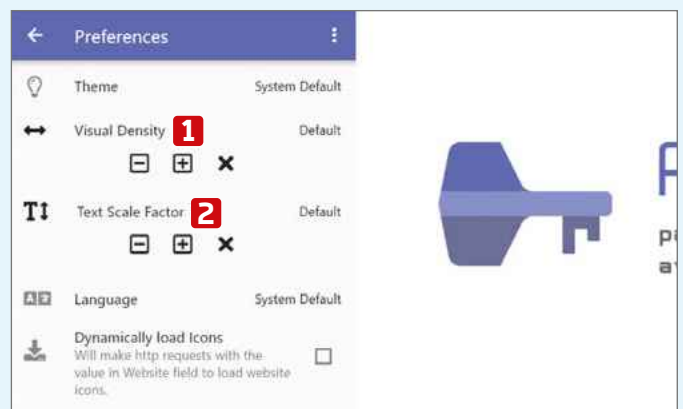 Preferences
Theme System Default
Visual Density 1 Default
Text Scale Factor 2 Default
Language System Default
Dynamically load Icons
Will make http requests with the
value in Website field to load website
icons.